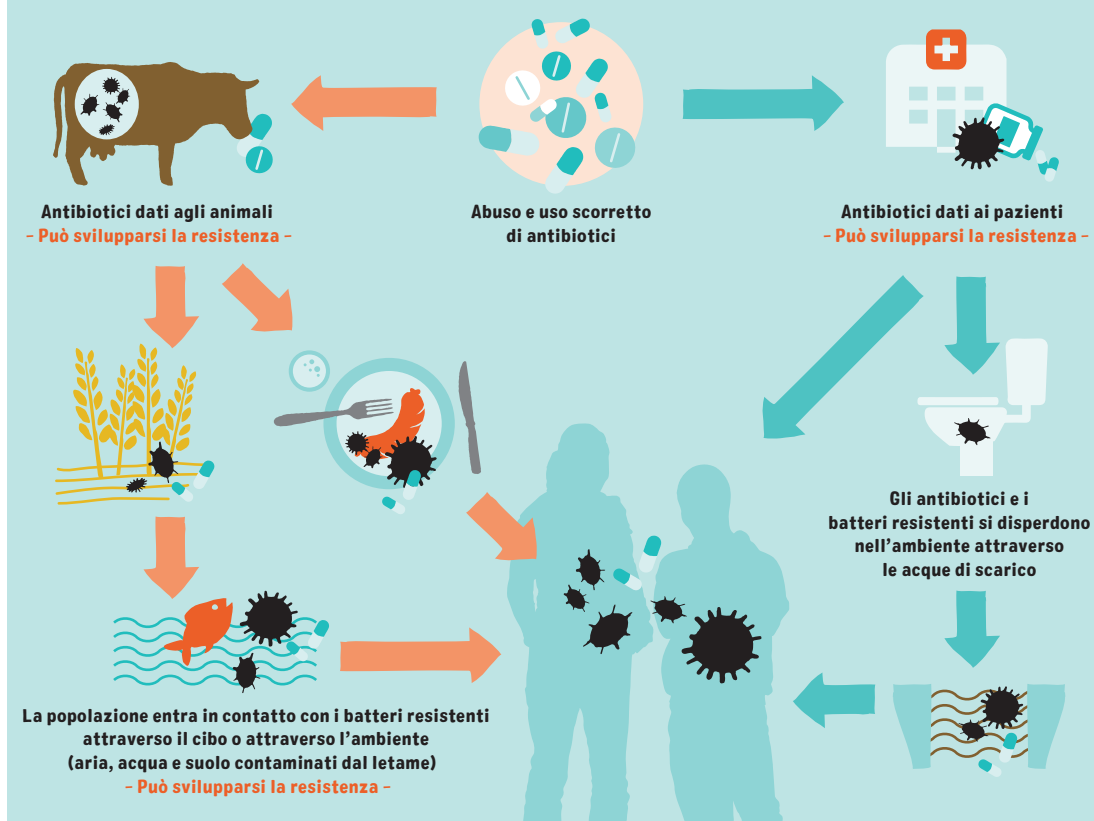 Antibiotici dati agli animali
– Può svilupparsi la resistenza –
Abuso e uso scorretto
di antibiotici
Antibiotici dati ai pazienti
– Può svilupparsi la resistenza –
Gli antibiotici e i
batteri resistenti si disperdono
nell'ambiente attraverso
le acque di scarico
La popolazione entra in contatto con i batteri resistenti
attraverso il cibo o attraverso l'ambiente
(aria, acqua e suolo contaminati dal letame)
– Può svilupparsi la resistenza –